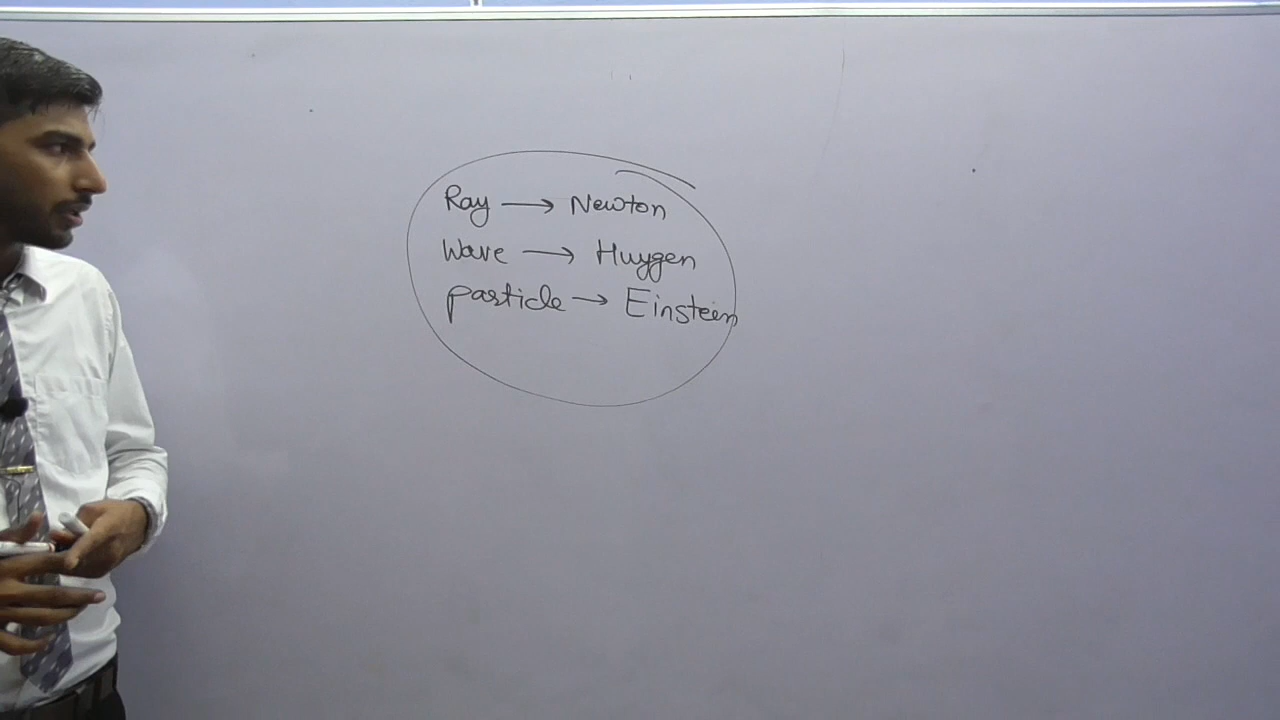 Ray → Newton
Wave → Huygen
particle → Einstein